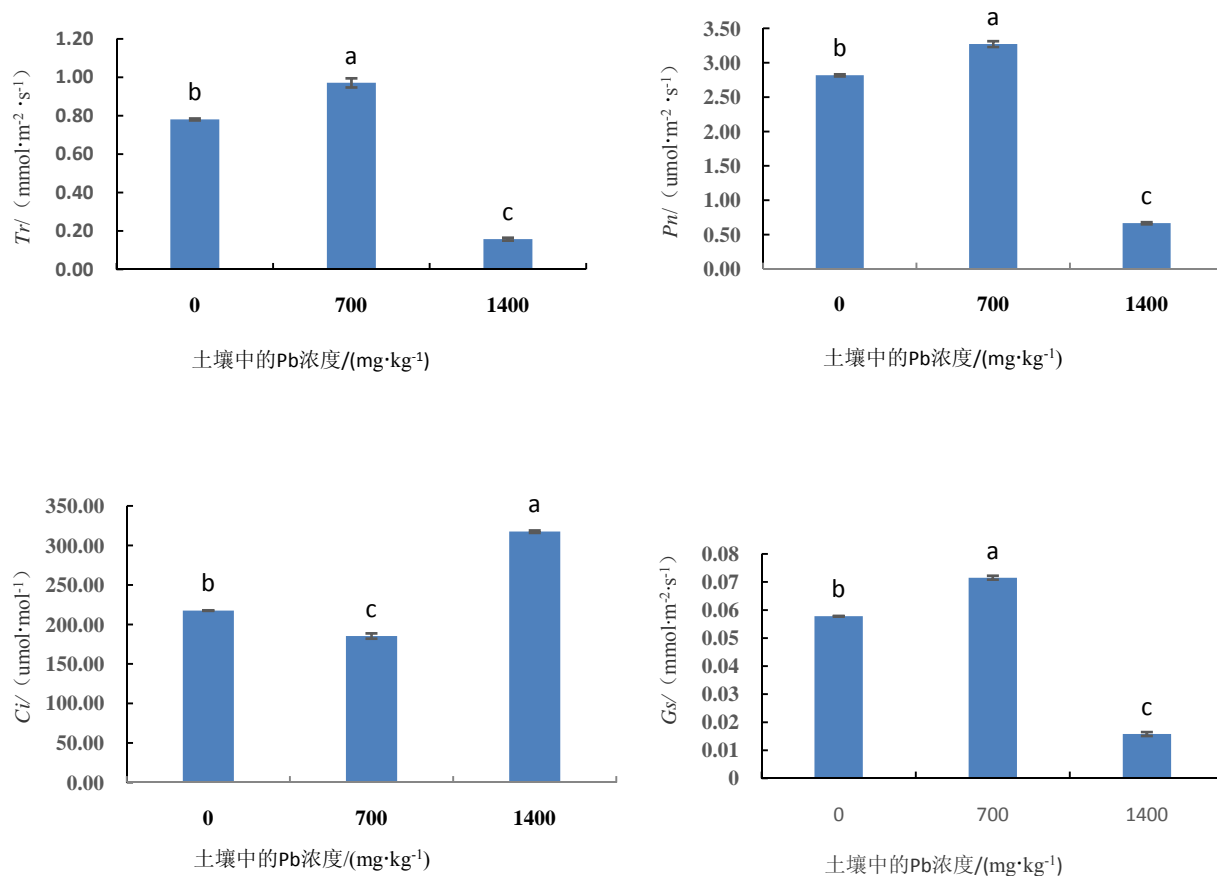 1.20
1.00
0.80
0.60
0.40
0.20
0.00
Tr/（mmol·m⁻²·s⁻¹）
b
a
c
0 700 1400
土壤中的Pb浓度/(mg·kg⁻¹)
3.50
3.00
2.50
2.00
1.50
1.00
0.50
0.00
Pn/（umol·m⁻²·s⁻¹）
b
a
c
0 700 1400
土壤中的Pb浓度/(mg·kg⁻¹)
350.00
300.00
250.00
200.00
150.00
100.00
50.00
0.00
Ci/（umol·mol⁻¹）
b
c
a
0 700 1400
土壤中的Pb浓度/(mg·kg⁻¹)
0.08
0.07
0.06
0.05
0.04
0.03
0.02
0.01
0
Gs/（mmol·m⁻²·s⁻¹）
b
a
c
0 700 1400
土壤中的Pb浓度/(mg·kg⁻¹)